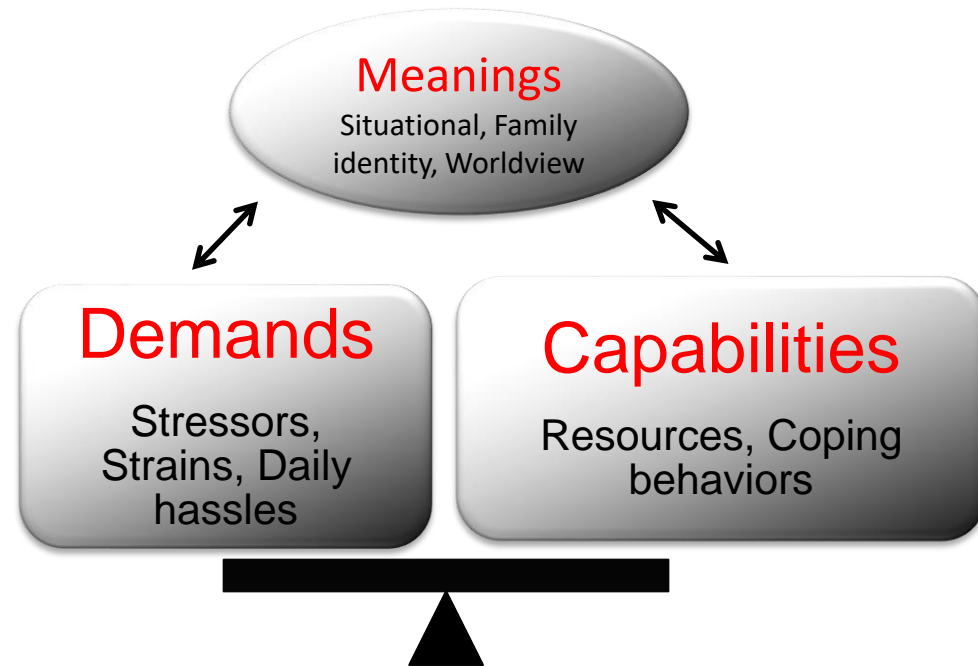 Meanings
Situational, Family
identity, Worldview
Demands
Stressors,
Strains, Daily
hassles
Capabilities
Resources, Coping
behaviors